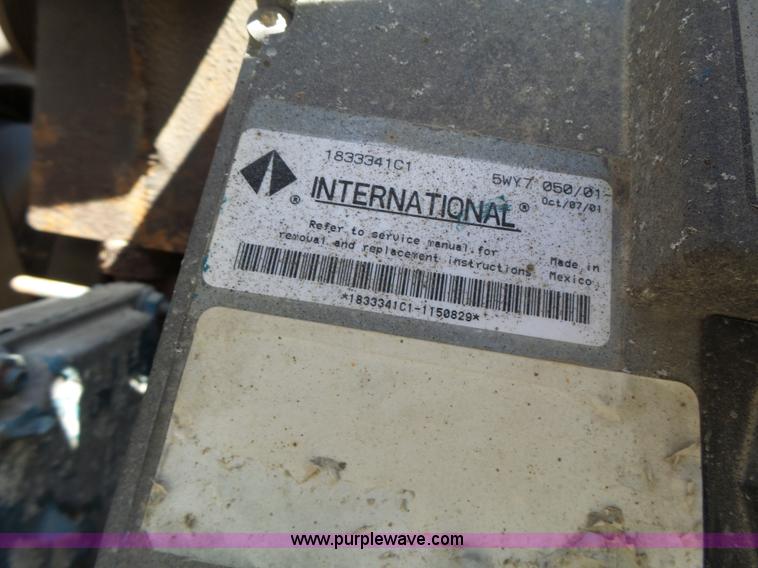 1833341C1
5WY7 050/01-
Oct/07/01
® INTERNATIONAL®
Refer to service manual for
removal and replacement instructions
Made in
Mexico
*1833341C1-1T50829*
www.purplewave.com